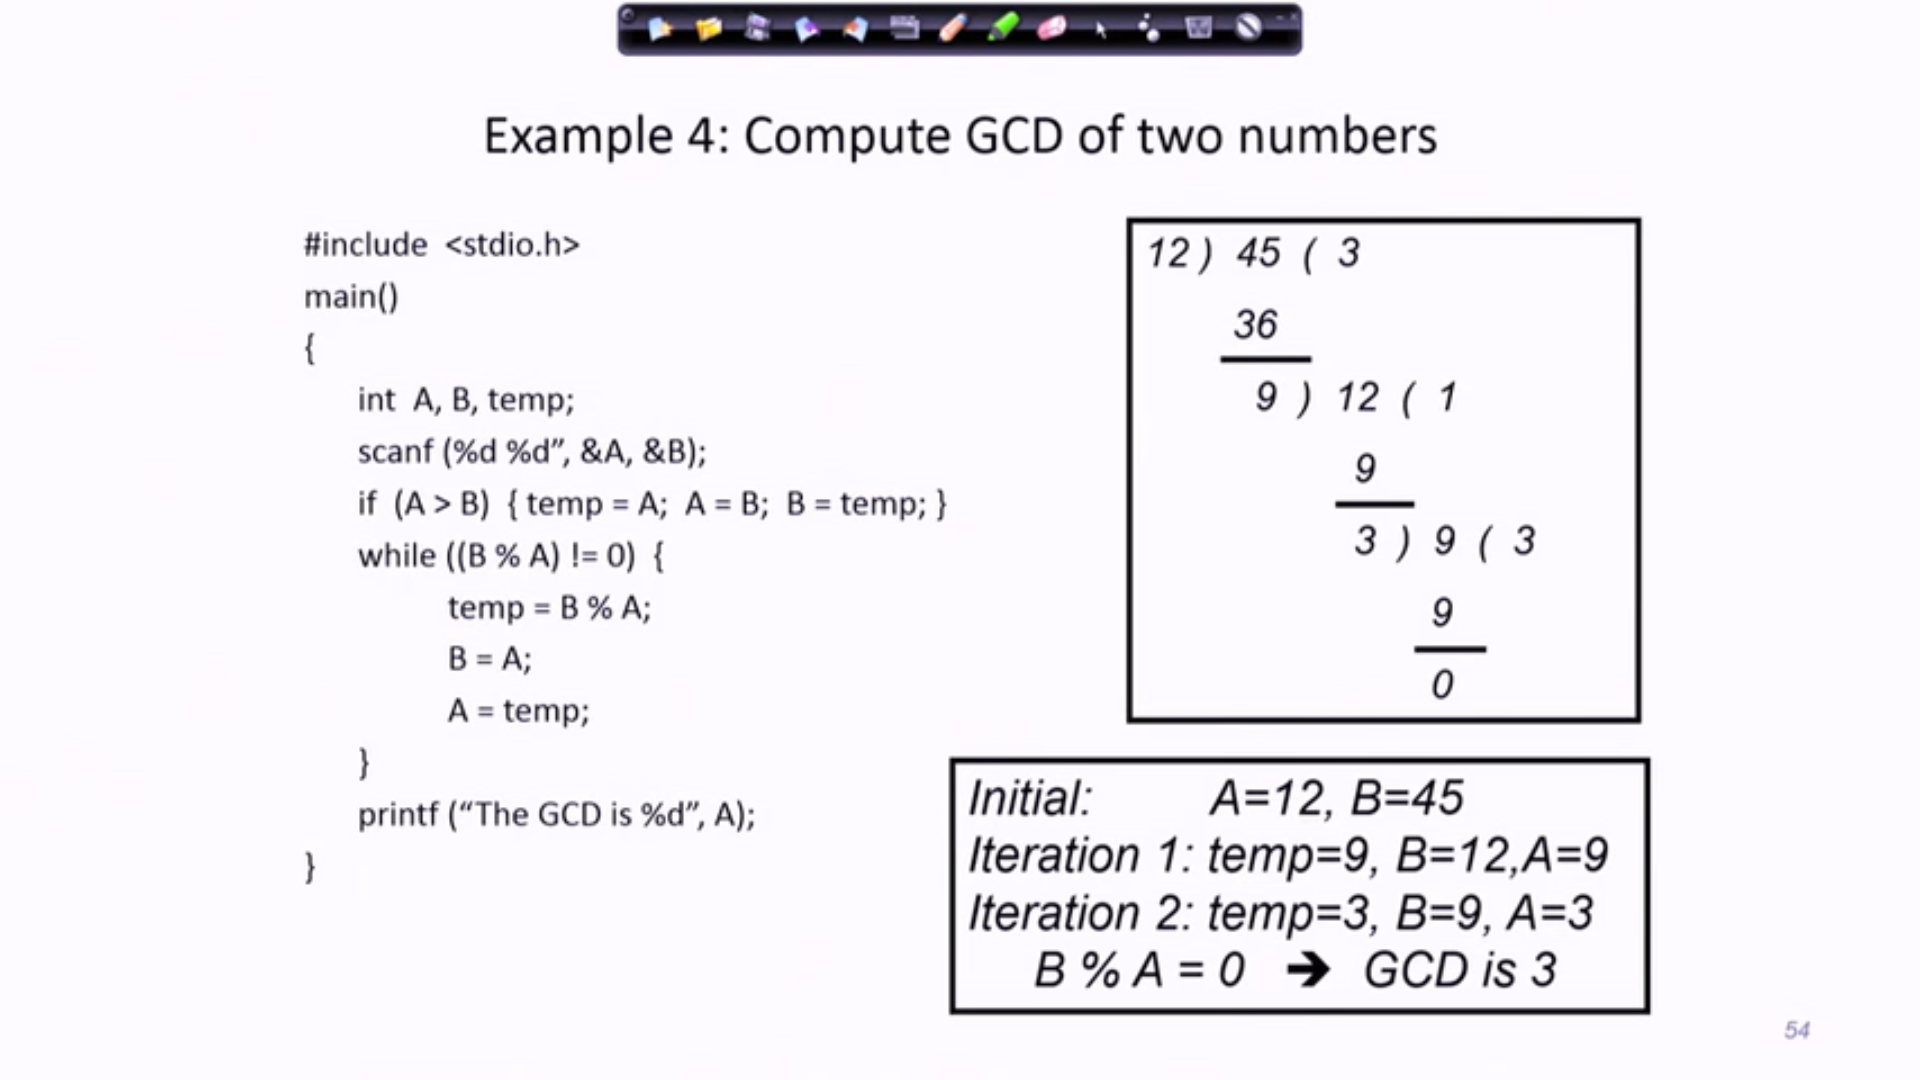 Example 4: Compute GCD of two numbers
#include <stdio.h>
main()
{
int A, B, temp;
scanf (%d %d”, &A, &B);
if (A > B) { temp = A; A = B; B = temp; }
while ((B % A) != 0) {
temp = B % A;
B = A;
A = temp;
}
printf (“The GCD is %d”, A);
}
12 ) 45 ( 3
36
9 ) 12 ( 1
9
3 ) 9 ( 3
9
0
Initial: A=12, B=45
Iteration 1: temp=9, B=12,A=9
Iteration 2: temp=3, B=9, A=3
B % A = 0 ➔ GCD is 3
54